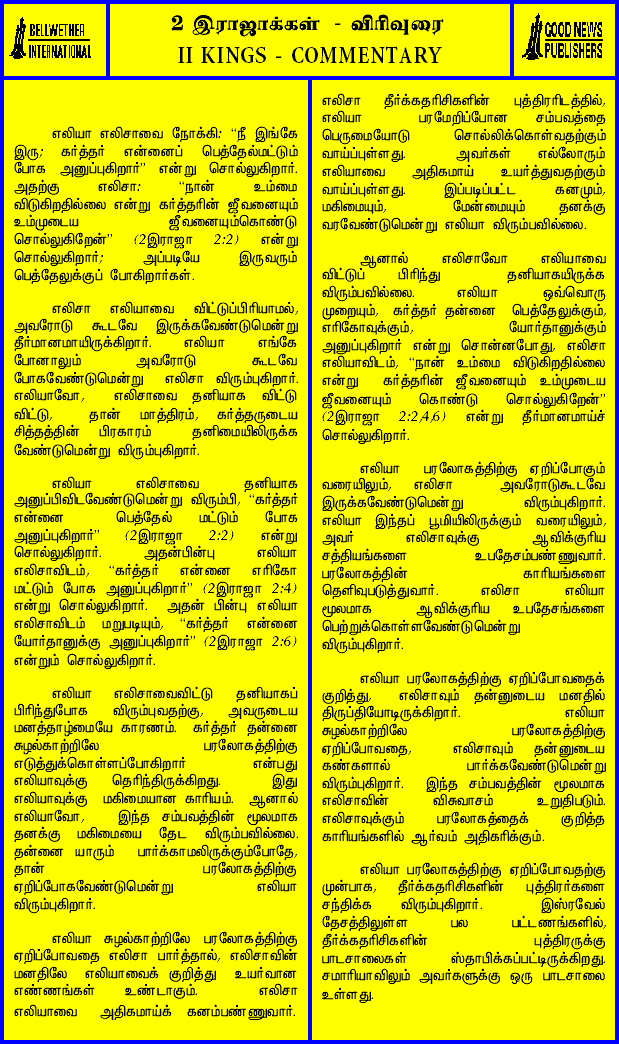 BELLWETHER
INTERNATIONAL
2 இராஜாக்கள் - விரிவுரை
II KINGS - COMMENTARY
GOOD NEWS
PUBLISHERS
எலியா எலிசாவை நோக்கி: “நீ இங்கே
இரு; கர்த்தர் என்னைப் பெத்தேல்மட்டும்
போக அனுப்புகிறார்” என்று சொல்லுகிறார்.
அதற்கு எலிசா: “நான் உம்மை
விடுகிறதில்லை என்று கர்த்தரின் ஜீவனையும்
உம்முடைய ஜீவனையும்கொண்டு
சொல்லுகிறேன்” (2இராஜா 2:2) என்று
சொல்லுகிறார்; அப்படியே இருவரும்
பெத்தேலுக்குப் போகிறார்கள்.
எலிசா எலியாவை விட்டுப்பிரியாமல்,
அவரோடு கூடவே இருக்கவேண்டுமென்று
தீர்மானமாயிருக்கிறார். எலியா எங்கே
போனாலும் அவரோடு கூடவே
போகவேண்டுமென்று எலிசா விரும்புகிறார்.
எலியாவோ, எலிசாவை தனியாக விட்டு
விட்டு, தான் மாத்திரம், கர்த்தருடைய
சித்தத்தின் பிரகாரம் தனிமையிலிருக்க
வேண்டுமென்று விரும்புகிறார்.
எலியா எலிசாவை தனியாக
அனுப்பிவிடவேண்டுமென்று விரும்பி, “கர்த்தர்
என்னை பெத்தேல் மட்டும் போக
அனுப்புகிறார்” (2இராஜா 2:2) என்று
சொல்லுகிறார். அதன்பின்பு எலியா
எலிசாவிடம், “கர்த்தர் என்னை எரிகோ
மட்டும் போக அனுப்புகிறார்” (2இராஜா 2:4)
என்று சொல்லுகிறார். அதன் பின்பு எலியா
எலிசாவிடம் மறுபடியும், “கர்த்தர் என்னை
யோர்தானுக்கு அனுப்புகிறார்” (2இராஜா 2:6)
என்றும் சொல்லுகிறார்.
எலியா எலிசாவைவிட்டு தனியாகப்
பிரிந்துபோக விரும்புவதற்கு, அவருடைய
மனத்தாழ்மையே காரணம். கர்த்தர் தன்னை
சுழல்காற்றிலே பரலோகத்திற்கு
எடுத்துக்கொள்ளப்போகிறார் என்பது
எலியாவுக்கு தெரிந்திருக்கிறது. இது
எலியாவுக்கு மகிமையான காரியம். ஆனால்
எலியாவோ, இந்த சம்பவத்தின் மூலமாக
தனக்கு மகிமையை தேட விரும்பவில்லை.
தன்னை யாரும் பார்க்காமலிருக்கும்போதே,
தான் பரலோகத்திற்கு
ஏறிப்போகவேண்டுமென்று எலியா
விரும்புகிறார்.
எலியா சுழல்காற்றிலே பரலோகத்திற்கு
ஏறிப்போவதை எலிசா பார்த்தால், எலிசாவின்
மனதிலே எலியாவைக் குறித்து உயர்வான
எண்ணங்கள் உண்டாகும். எலிசா
எலியாவை அதிகமாய்க் கனம்பண்ணுவார்.
எலிசா தீர்க்கதரிசிகளின் புத்திரரிடத்தில்,
எலியா பரமேறிப்போன சம்பவத்தை
பெருமையோடு சொல்லிக்கொள்வதற்கும்
வாய்ப்புள்ளது. அவர்கள் எல்லோரும்
எலியாவை அதிகமாய் உயர்த்துவதற்கும்
வாய்ப்புள்ளது. இப்படிப்பட்ட கனமும்,
மகிமையும், மேன்மையும் தனக்கு
வரவேண்டுமென்று எலியா விரும்பவில்லை.
ஆனால் எலிசாவோ எலியாவை
விட்டுப் பிரிந்து தனியாகயிருக்க
விரும்பவில்லை. எலியா ஒவ்வொரு
முறையும், கர்த்தர் தன்னை பெத்தேலுக்கும்,
எரிகோவுக்கும், யோர்தானுக்கும்
அனுப்புகிறார் என்று சொன்னபோது, எலிசா
எலியாவிடம், “நான் உம்மை விடுகிறதில்லை
என்று கர்த்தரின் ஜீவனையும் உம்முடைய
ஜீவனையும் கொண்டு சொல்லுகிறேன்”
(2இராஜா 2:2,4,6) என்று தீர்மானமாய்ச்
சொல்லுகிறார்.
எலியா பரலோகத்திற்கு ஏறிப்போகும்
வரையிலும், எலிசா அவரோடுகூடவே
இருக்கவேண்டுமென்று விரும்புகிறார்.
எலியா இந்தப் பூமியிலிருக்கும் வரையிலும்,
அவர் எலிசாவுக்கு ஆவிக்குரிய
சத்தியங்களை உபதேசம்பண்ணுவார்.
பரலோகத்தின் காரியங்களை
தெளிவுபடுத்துவார். எலிசா எலியா
மூலமாக ஆவிக்குரிய உபதேசங்களை
பெற்றுக்கொள்ளவேண்டுமென்று
விரும்புகிறார்.
எலியா பரலோகத்திற்கு ஏறிப்போவதைக்
குறித்து, எலிசாவும் தன்னுடைய மனதில்
திருப்தியோடிருக்கிறார். எலியா
சுழல்காற்றிலே பரலோகத்திற்கு
ஏறிப்போவதை, எலிசாவும் தன்னுடைய
கண்களால் பார்க்கவேண்டுமென்று
விரும்புகிறார். இந்த சம்பவத்தின் மூலமாக
எலிசாவின் விசுவாசம் உறுதிபடும்.
எலிசாவுக்கும் பரலோகத்தைக் குறித்த
காரியங்களில் ஆர்வம் அதிகரிக்கும்.
எலியா பரலோகத்திற்கு ஏறிப்போவதற்கு
முன்பாக, தீர்க்கதரிசிகளின் புத்திரர்களை
சந்திக்க விரும்புகிறார். இஸ்ரவேல்
தேசத்திலுள்ள பல பட்டணங்களில்,
தீர்க்கதரிசிகளின் புத்திரருக்கு
பாடசாலைகள் ஸ்தாபிக்கப்பட்டிருக்கிறது.
சமாரியாவிலும் அவர்களுக்கு ஒரு பாடசாலை
உள்ளது.